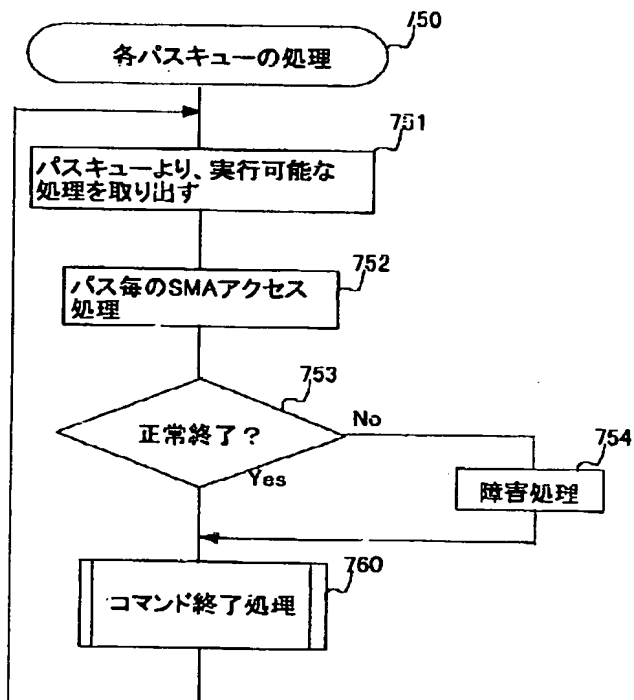 750
各パスキューの処理
751
パスキューより、実行可能な
処理を取り出す
752
パス毎のSMAアクセス
処理
753
正常終了？
No
Yes
754
障害処理
760
コマンド終了処理